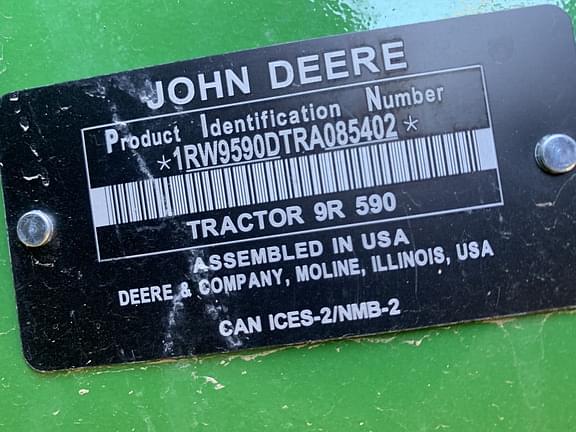 JOHN DEERE
Product Identification Number
*1RW9590DTRA085402*
TRACTOR 9R 590
ASSEMBLED IN USA
DEERE & COMPANY, MOLINE, ILLINOIS, USA
CAN ICES-2/NMB-2